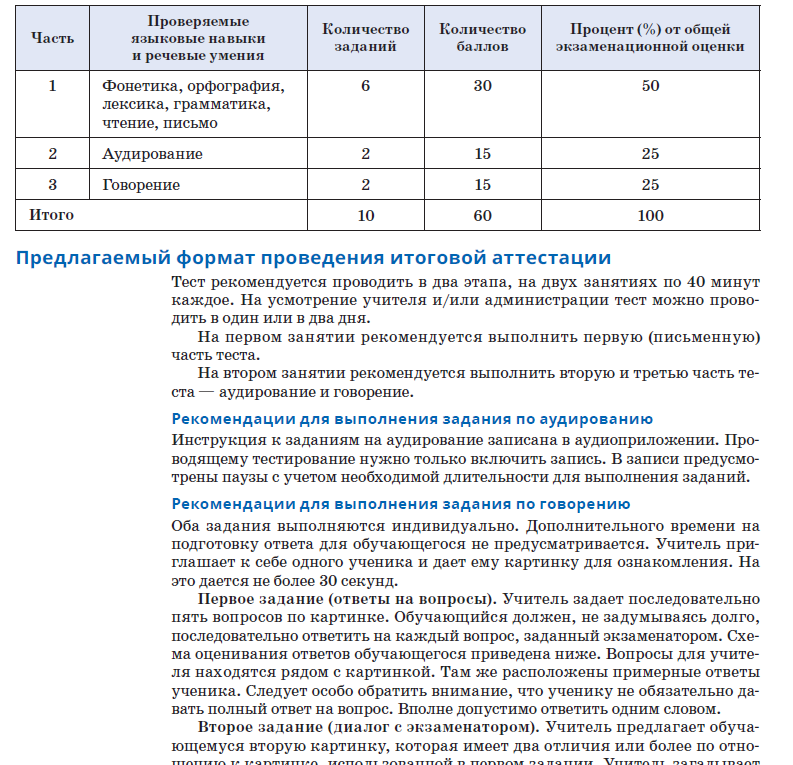 Часть
Проверяемые языковые навыки и речевые умения
Количество заданий
Количество баллов
Процент (%) от общей экзаменационной оценки
1
Фонетика, орфография, лексика, грамматика, чтение, письмо
6
30
50
2
Аудирование
2
15
25
3
Говорение
2
15
25
Итого
10
60
100
Предлагаемый формат проведения итоговой аттестации
Тест рекомендуется проводить в два этапа, на двух занятиях по 40 минут
каждое. На усмотрение учителя и/или администрации тест можно прово-
дить в один или в два дня.
На первом занятии рекомендуется выполнить первую (письменную)
часть теста.
На втором занятии рекомендуется выполнить вторую и третью часть те-
ста — аудирование и говорение.
Рекомендации для выполнения задания по аудированию
Инструкция к заданиям на аудирование записана в аудиоприложении. Про-
водящему тестирование нужно только включить запись. В записи предусмо-
трены паузы с учетом необходимой длительности для выполнения заданий.
Рекомендации для выполнения задания по говорению
Оба задания выполняются индивидуально. Дополнительного времени на
подготовку ответа для обучающегося не предусматривается. Учитель при-
глашает к себе одного ученика и дает ему картинку для ознакомления. На
это дается не более 30 секунд.
Первое задание (ответы на вопросы). Учитель задает последовательно
пять вопросов по картинке. Обучающийся должен, не задумываясь долго,
последовательно ответить на каждый вопрос, заданный экзаменатором. Схе-
ма оценивания ответов обучающегося приведена ниже. Вопросы для учите-
ля находятся рядом с картинкой. Там же расположены примерные ответы
ученика. Следует особо обратить внимание, что ученику не обязательно да-
вать полный ответ на вопрос. Вполне допустимо ответить одним словом.
Второе задание (диалог с экзаменатором). Учитель предлагает обуча-
ющемуся вторую картинку, которая имеет два отличия или более по отно-
шению к картинке, использованной в первом задании. Учитель загадывает